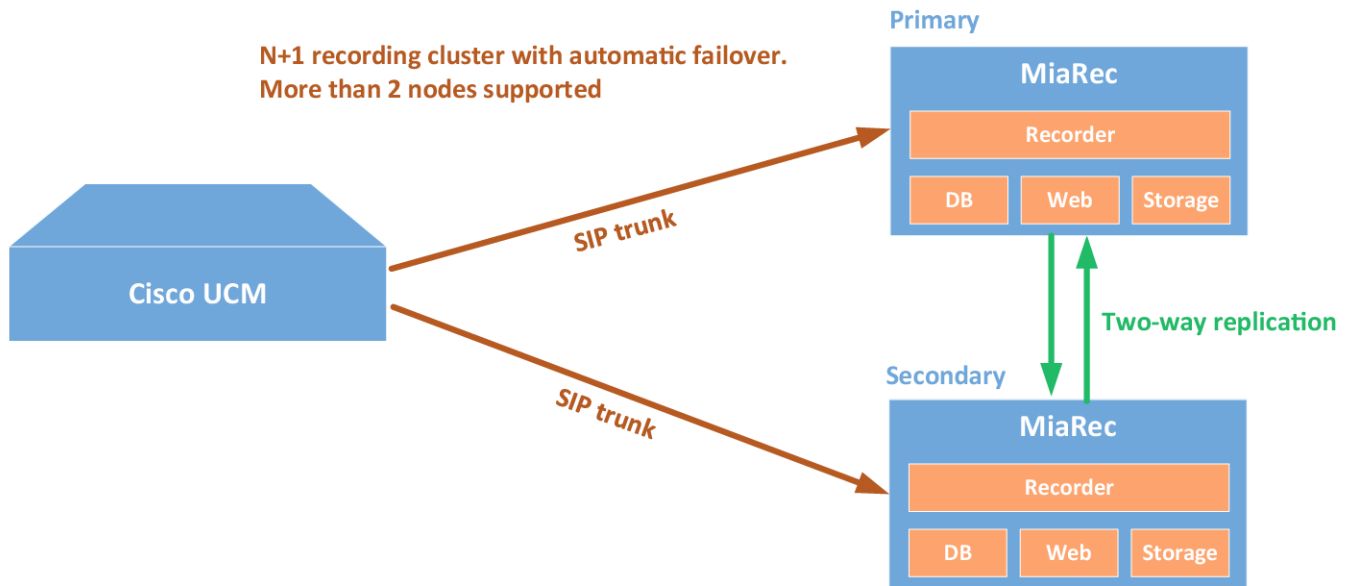 Primary
N+1 recording cluster with automatic failover.
More than 2 nodes supported
MiaRec
Recorder
DB
Web
Storage
SIP trunk
Cisco UCM
Two-way replication
Secondary
SIP trunk
MiaRec
Recorder
DB
Web
Storage